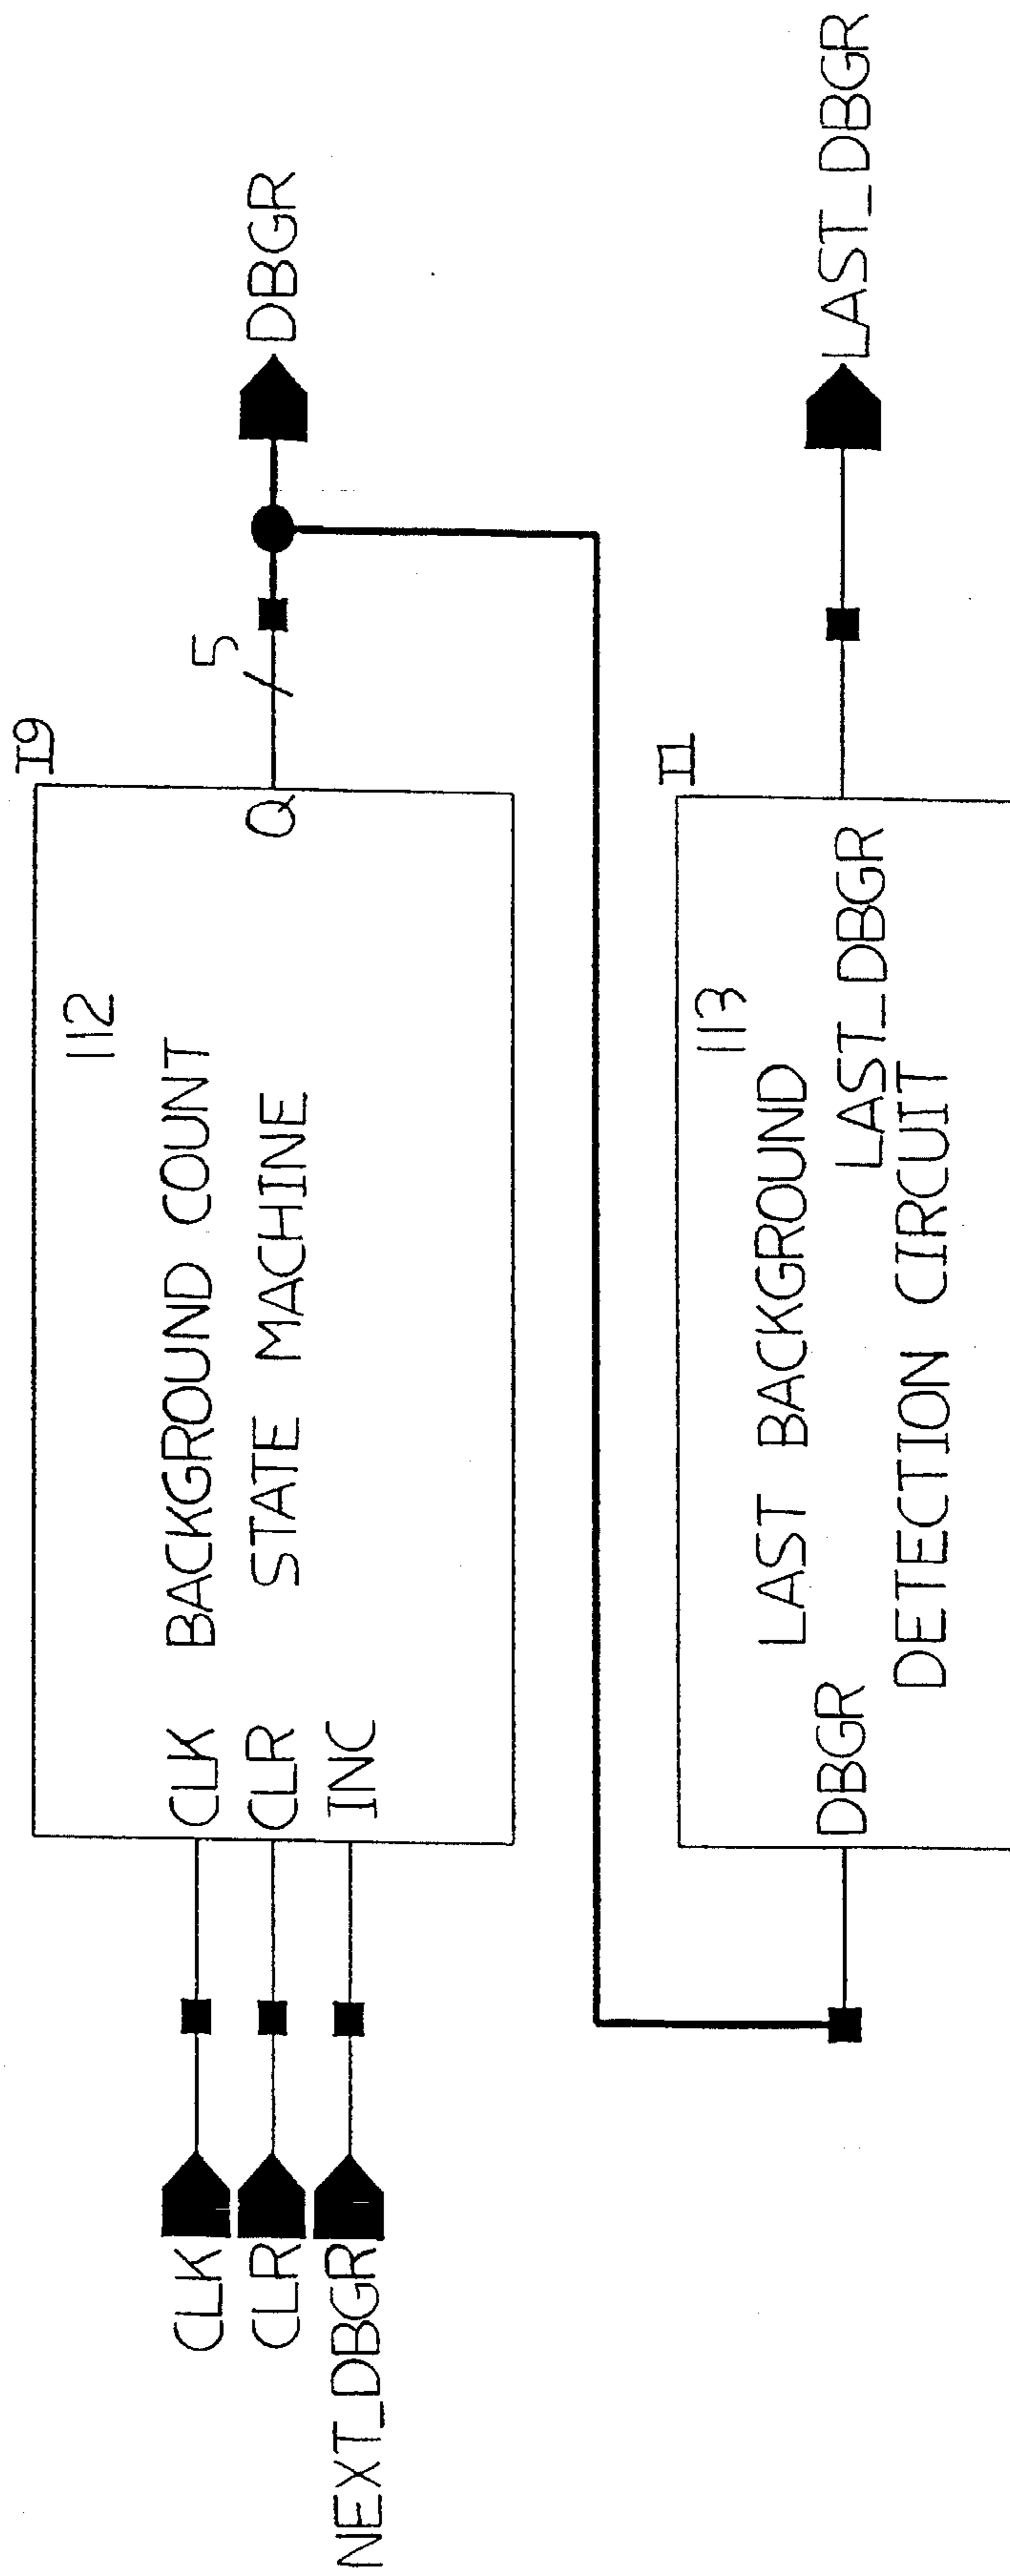 I9
112
CLK
CLK
BACKGROUND COUNT
CLR
CLR
STATE MACHINE
Q
5
DBGR
NEXT_DBGR
INC
I1
113
LAST BACKGROUND
DBGR
LAST_DBGR
LAST_DBGR
DETECTION CIRCUIT